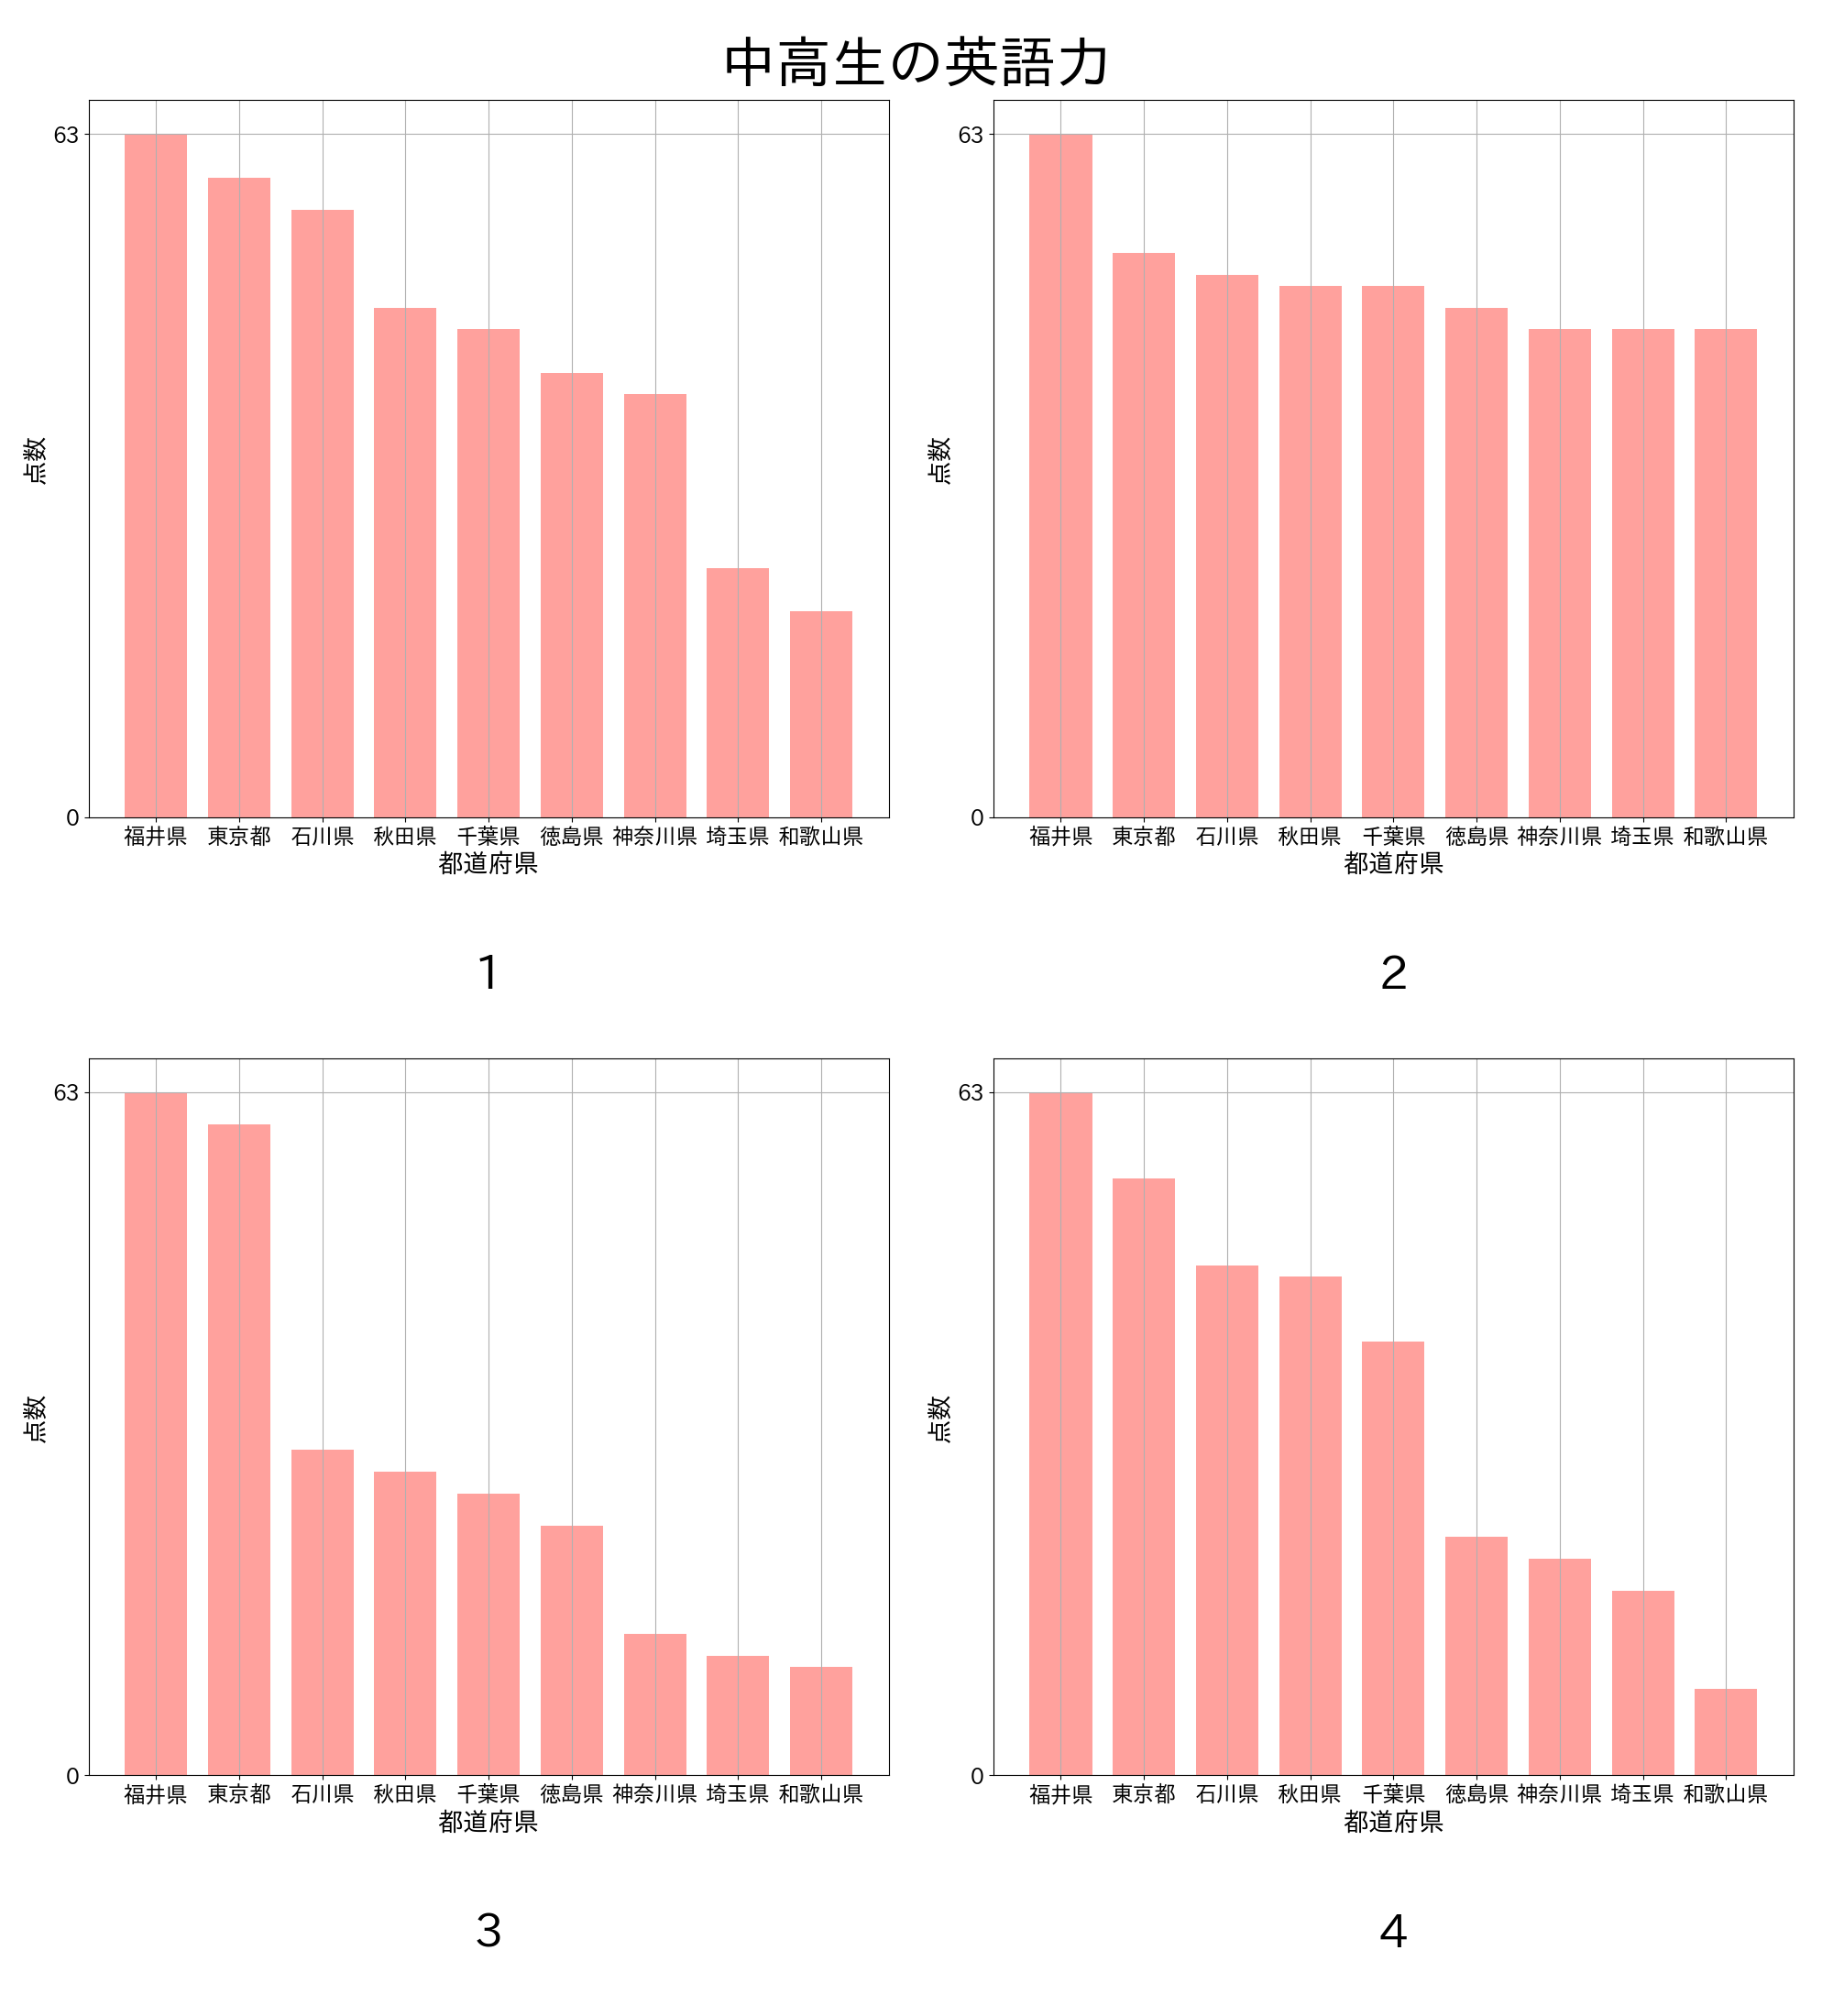 中高生の英語力
63
点数
0
福井県 東京都 石川県 秋田県 千葉県 徳島県 神奈川県 埼玉県 和歌山県
都道府県
1
63
点数
0
福井県 東京都 石川県 秋田県 千葉県 徳島県 神奈川県 埼玉県 和歌山県
都道府県
2
63
点数
0
福井県 東京都 石川県 秋田県 千葉県 徳島県 神奈川県 埼玉県 和歌山県
都道府県
3
63
点数
0
福井県 東京都 石川県 秋田県 千葉県 徳島県 神奈川県 埼玉県 和歌山県
都道府県
4